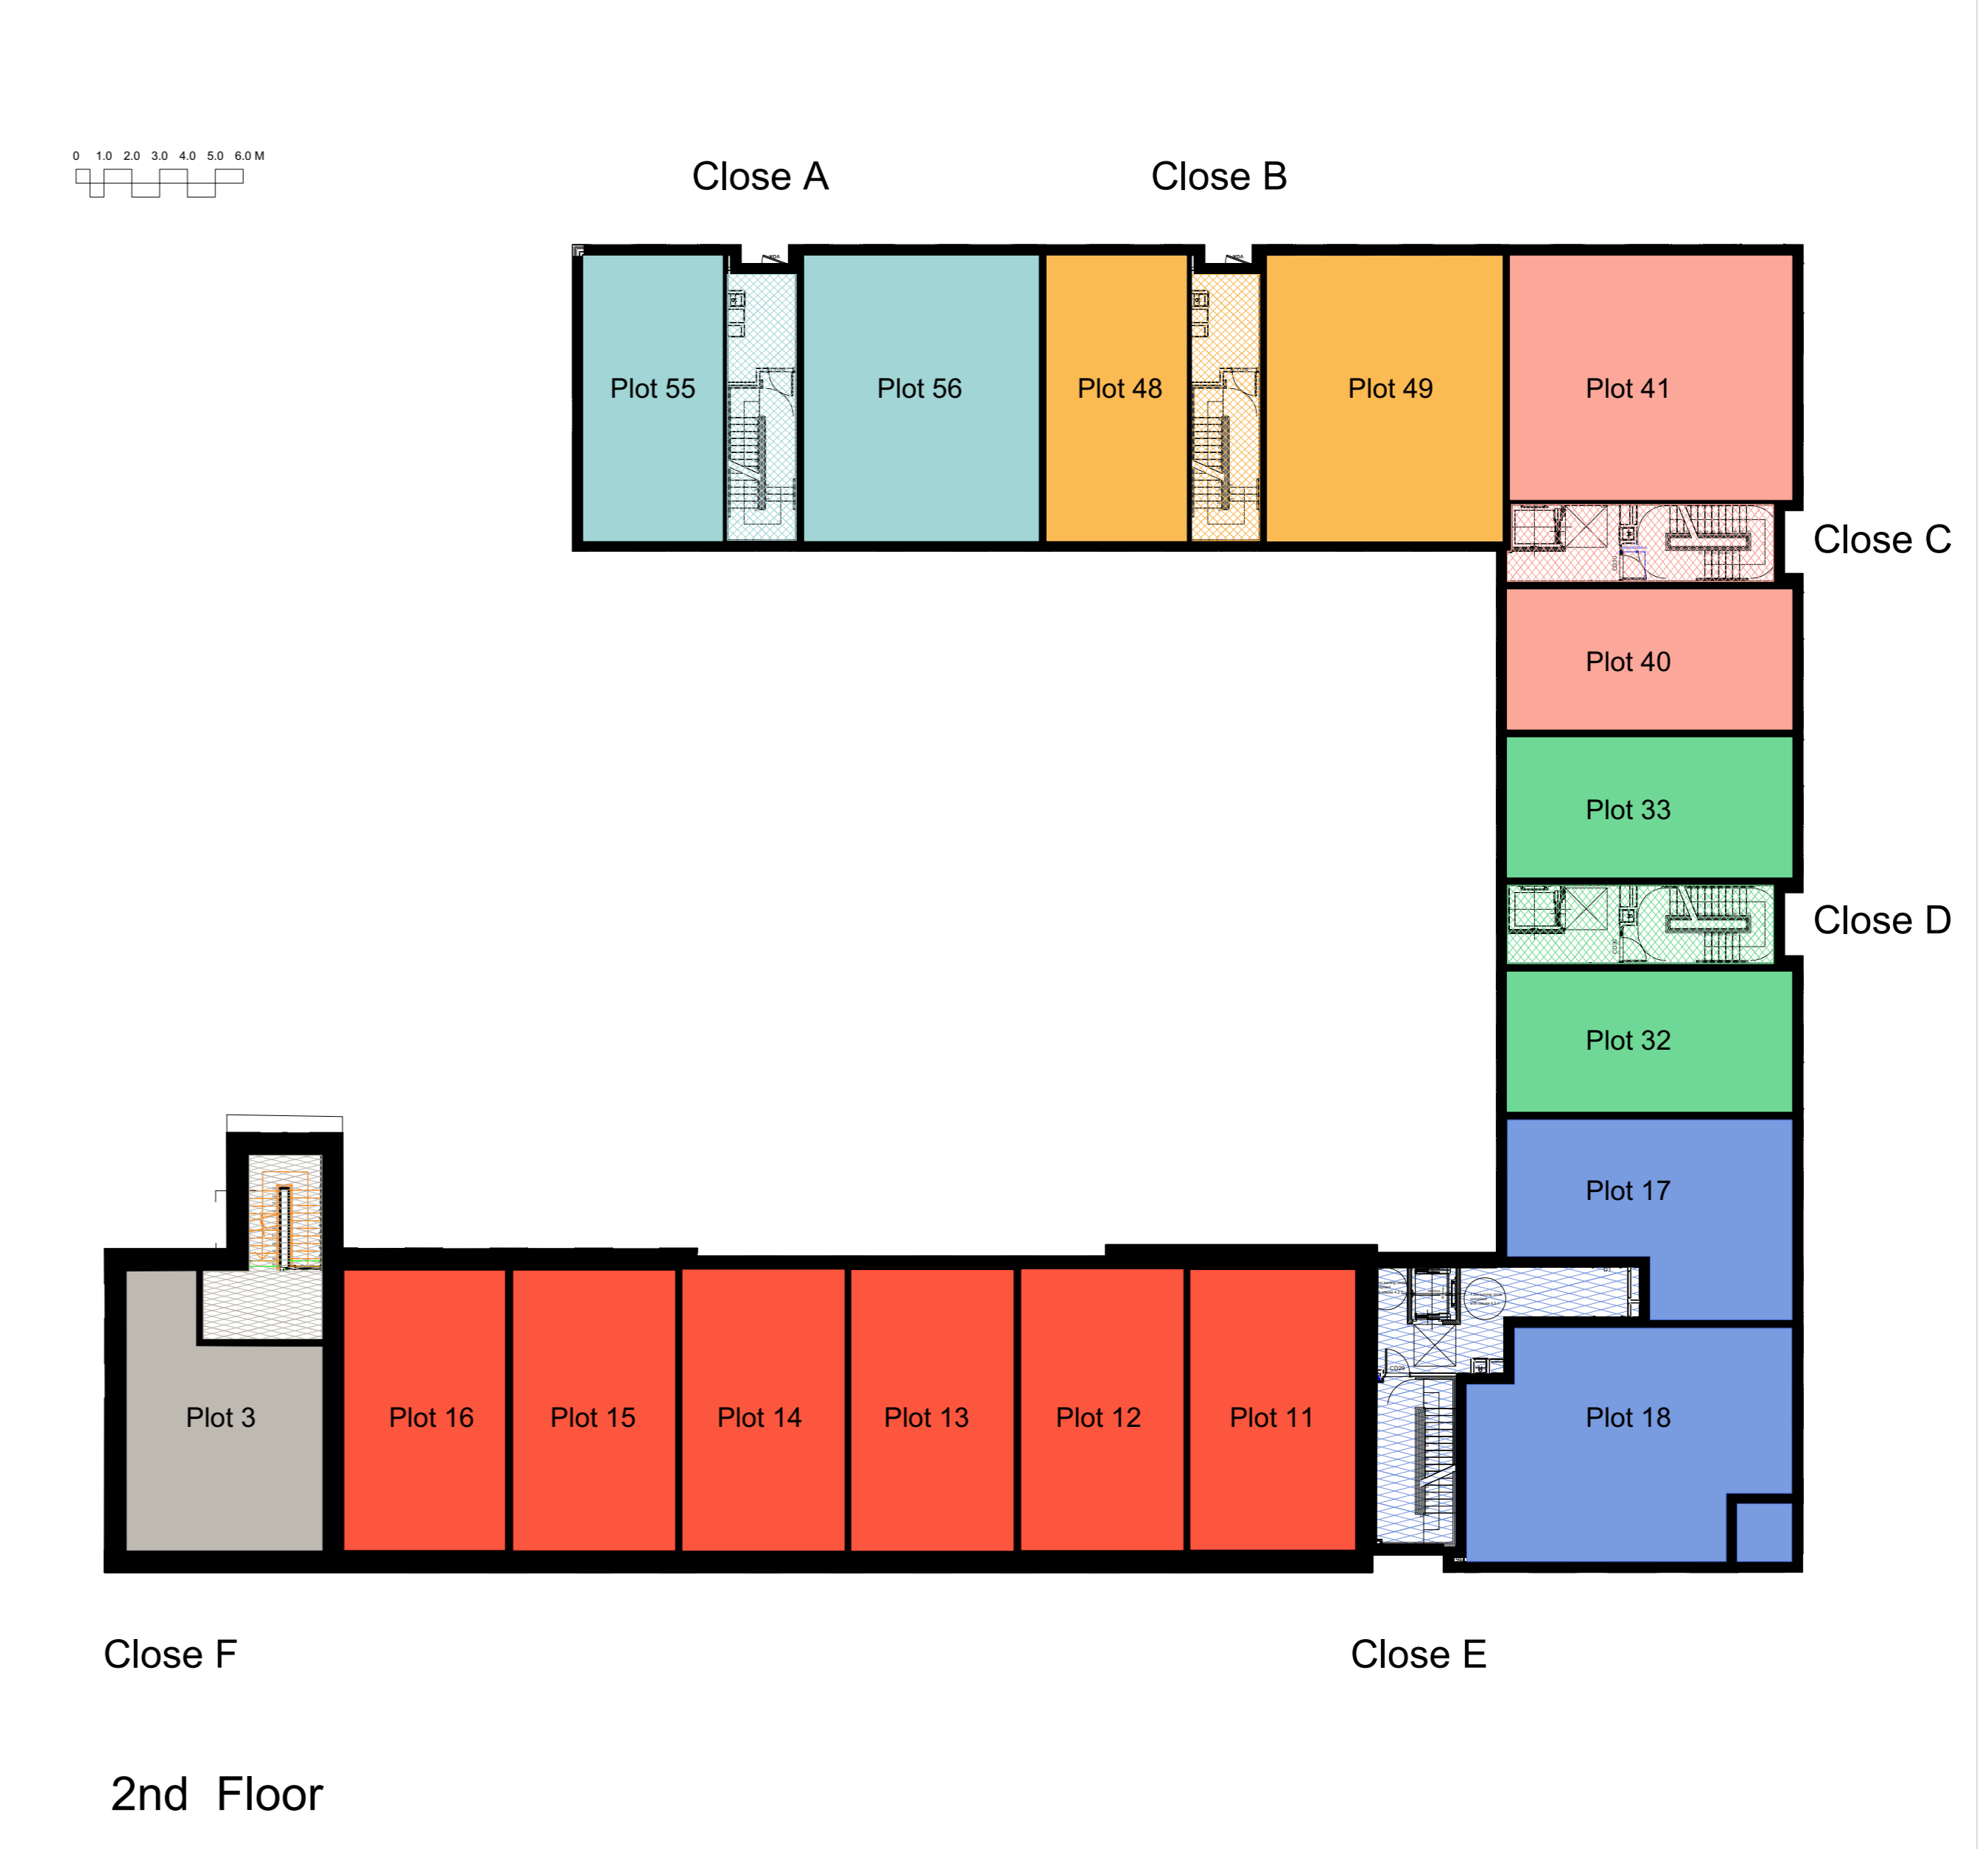 0 1.0 2.0 3.0 4.0 5.0 6.0 M
Close A
Close B
Plot 55
Plot 56
Plot 48
Plot 49
Plot 41
Close C
Plot 40
Plot 33
Close D
Plot 32
Plot 17
Plot 3
Plot 16
Plot 15
Plot 14
Plot 13
Plot 12
Plot 11
Plot 18
Close F
Close E
2nd Floor